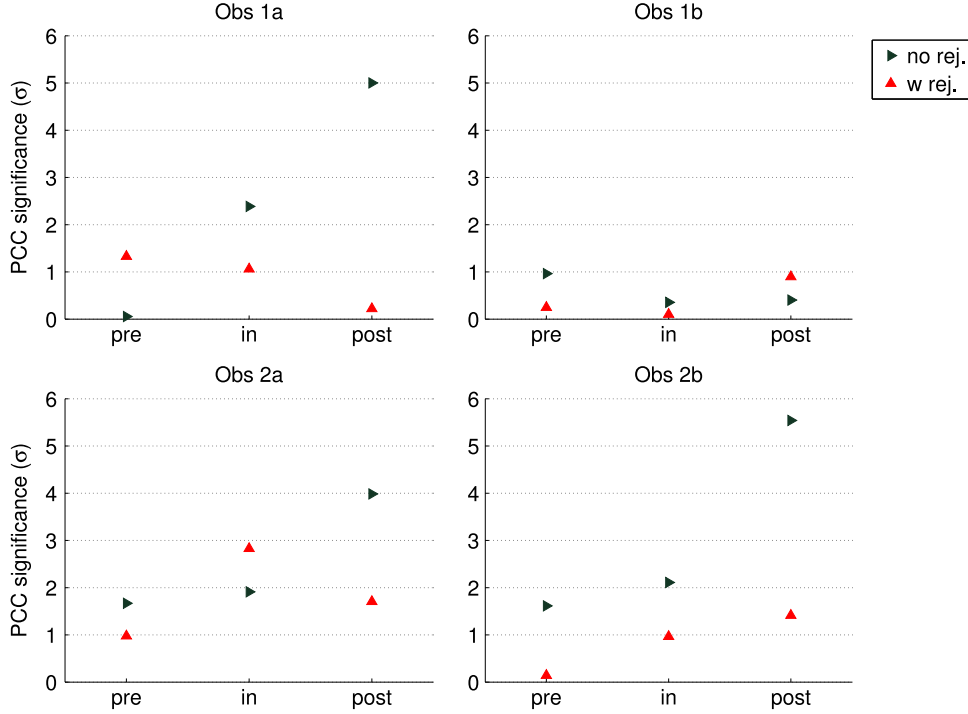 Obs 1a
PCC significance (σ)
6
5
4
3
2
1
0
pre in post
Obs 1b
6
5
4
3
2
1
0
pre in post
no rej.
w rej.
Obs 2a
PCC significance (σ)
6
5
4
3
2
1
0
pre in post
Obs 2b
6
5
4
3
2
1
0
pre in post